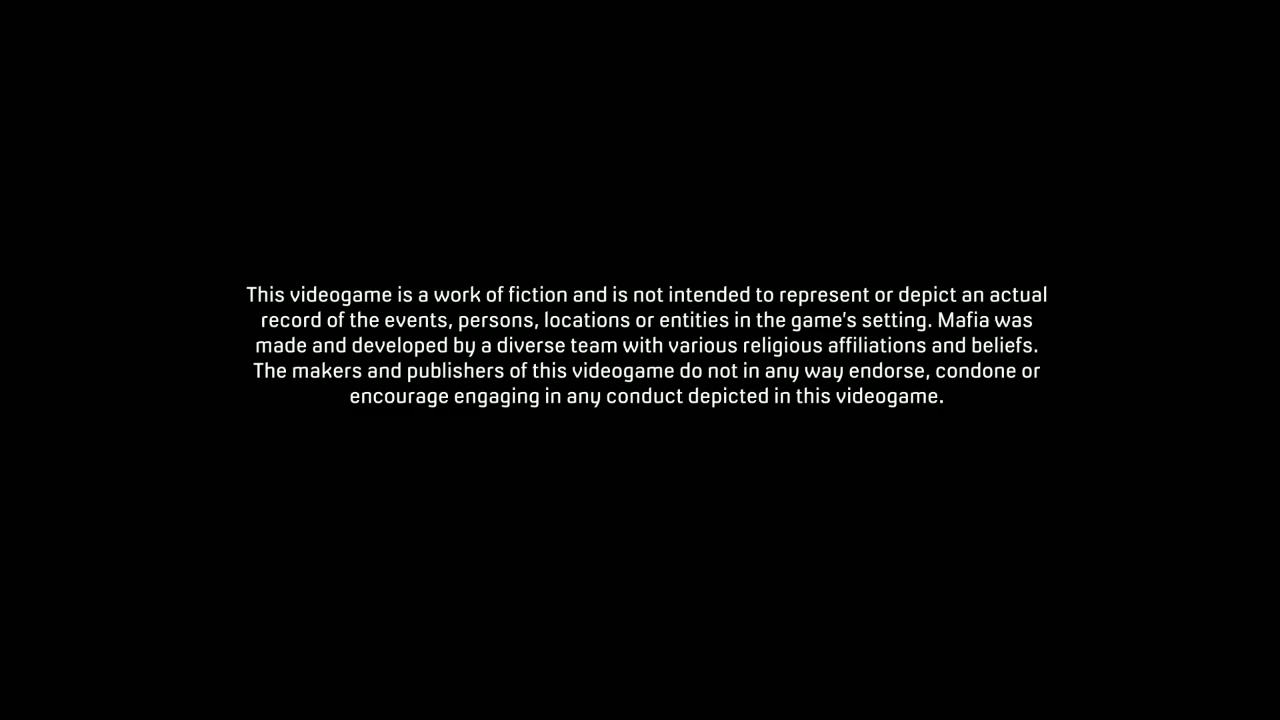 This videogame is a work of fiction and is not intended to represent or depict an actual
record of the events, persons, locations or entities in the game's setting. Mafia was
made and developed by a diverse team with various religious affiliations and beliefs.
The makers and publishers of this videogame do not in any way endorse, condone or
encourage engaging in any conduct depicted in this videogame.